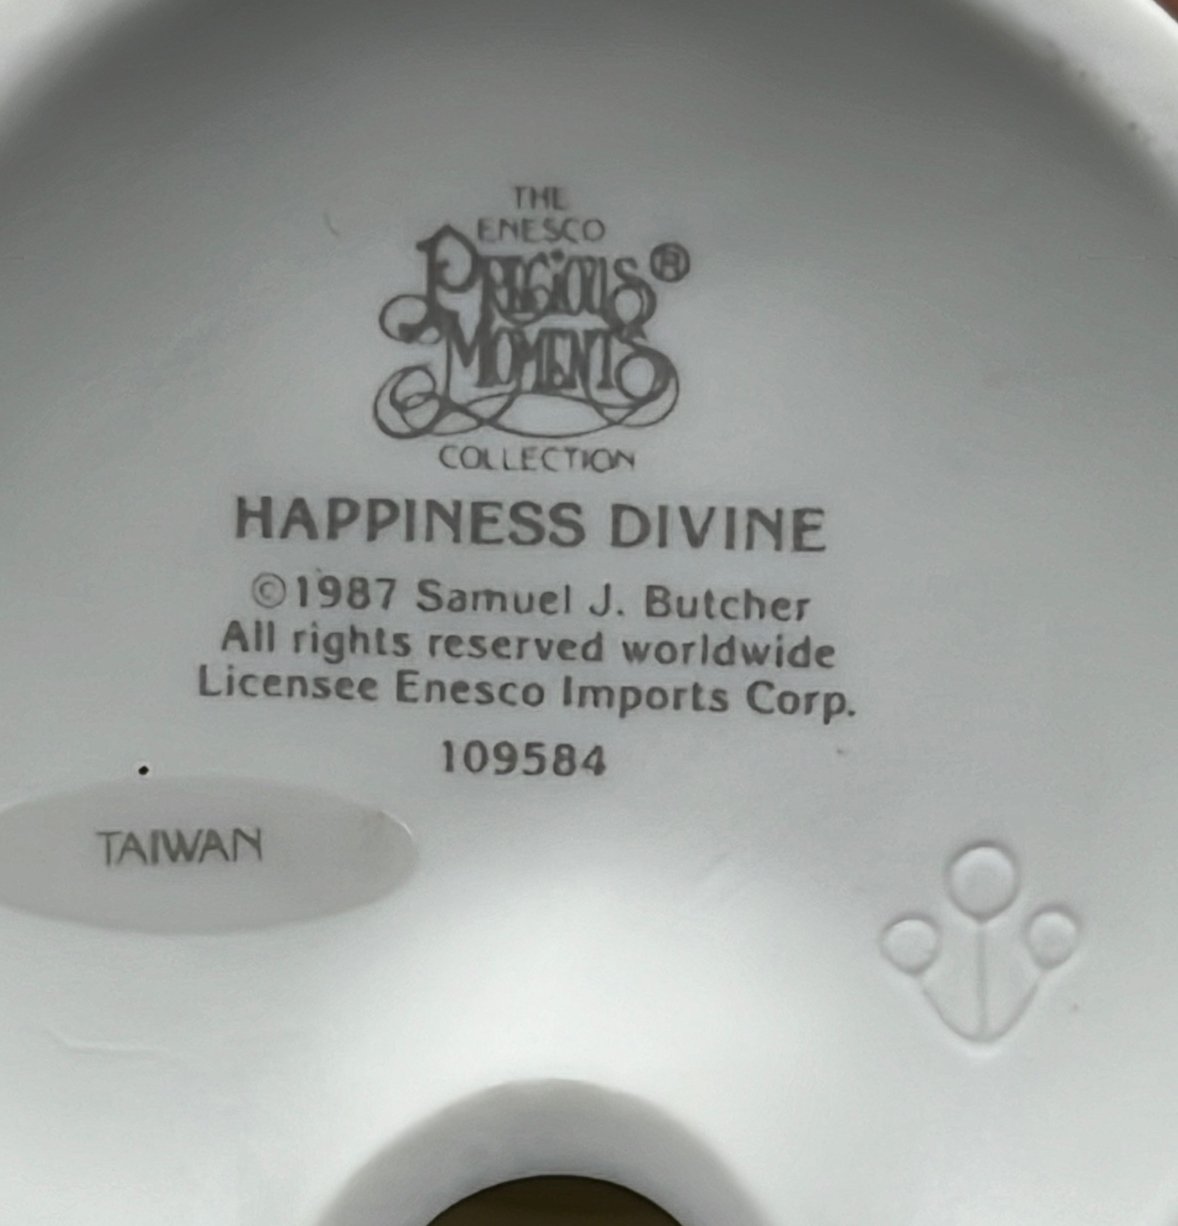 THE
ENESCO
PRECIOUS®
MOMENTS
COLLECTION
HAPPINESS DIVINE
©1987 Samuel J. Butcher
All rights reserved worldwide
Licensee Enesco Imports Corp.
109584
TAIWAN